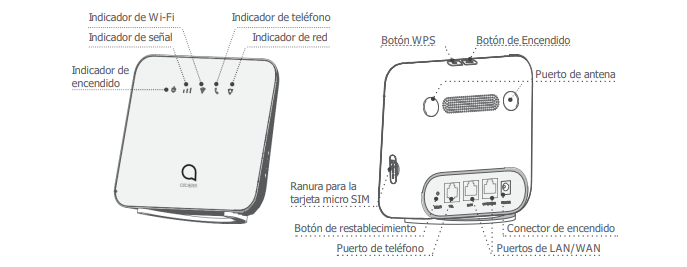 Indicador de Wi-Fi
Indicador de teléfono
Indicador de señal
Indicador de red
Indicador de
encendido
Botón WPS
Botón de Encendido
Puerto de antena
Ranura para la
tarjeta micro SIM
Botón de restablecimiento
Conector de encendido
Puerto de teléfono
Puertos de LAN/WAN